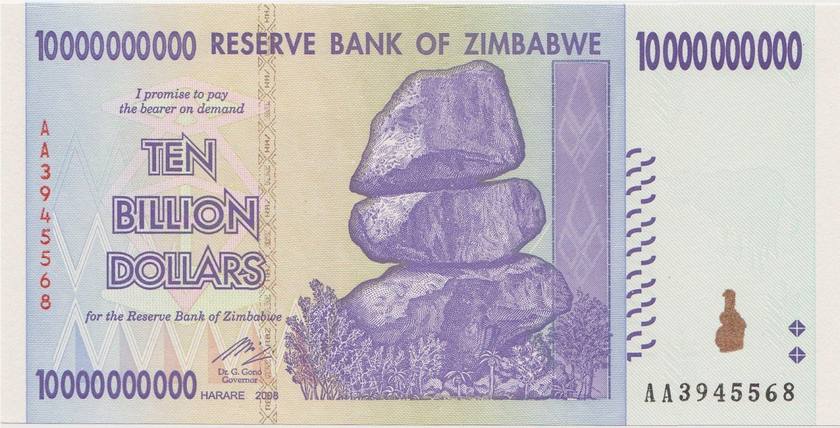 10000000000 RESERVE BANK OF ZIMBABWE 10000000000
I promise to pay
the bearer on demand
TEN
BILLION
DOLLARS
for the Reserve Bank of Zimbabwe
Dr. G. Gono
Governor
10000000000 HARARE 2008
AA3945568
AA3945568